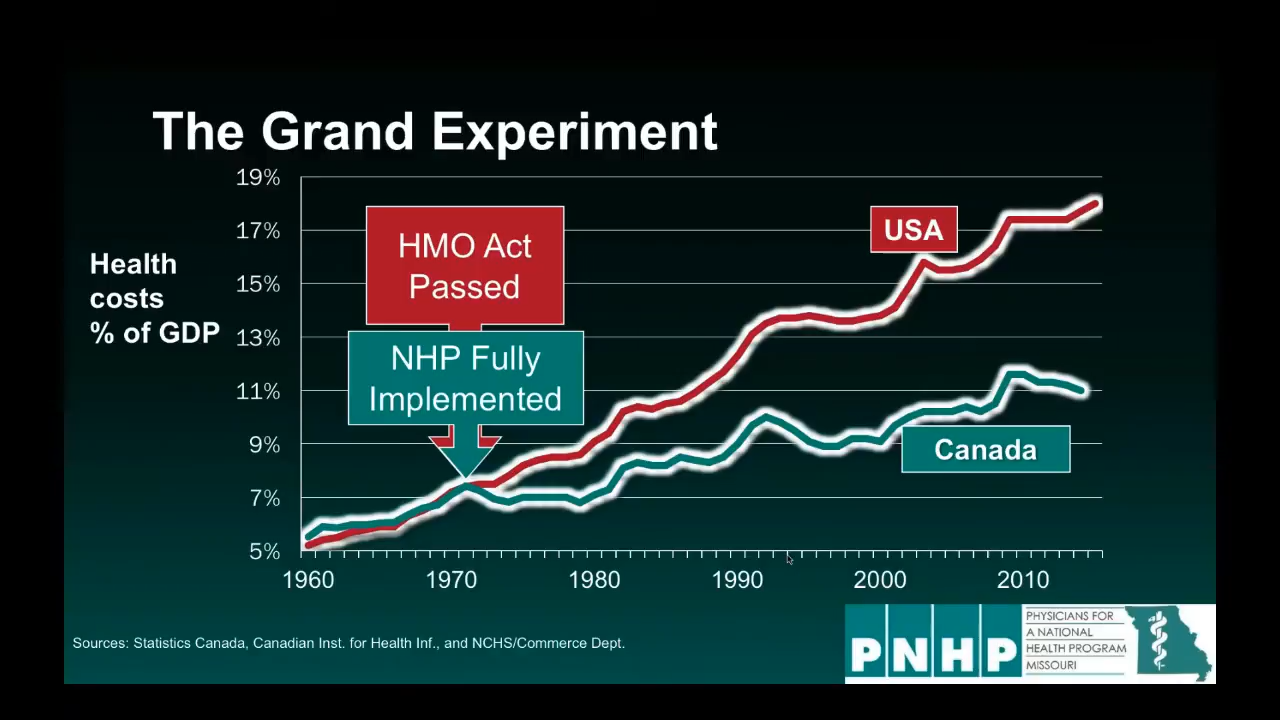 The Grand Experiment
Health
costs
% of GDP
19%
17%
15%
13%
11%
9%
7%
5%
HMO Act
Passed
NHP Fully
Implemented
USA
Canada
1960 1970 1980 1990 2000 2010
Sources: Statistics Canada, Canadian Inst. for Health Inf., and NCHS/Commerce Dept.
PNHP
PHYSICIANS FOR
A NATIONAL
HEALTH PROGRAM
MISSOURI